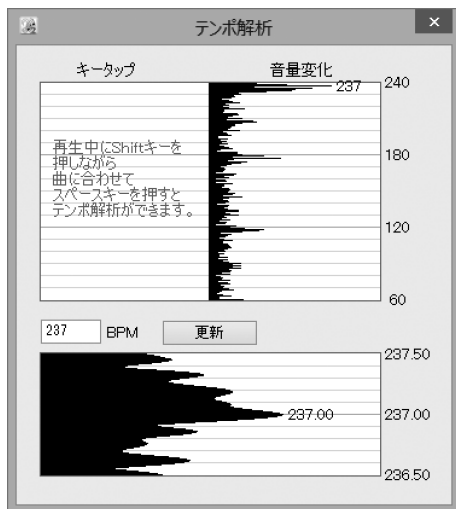 テンポ解析
キータップ
音量変化
240
237
180
再生中にShiftキーを
押しながら
曲に合わせて
スペースキーを押すと
テンポ解析ができます。
120
60
237 BPM 更新
237.50
237.00 237.00
236.50